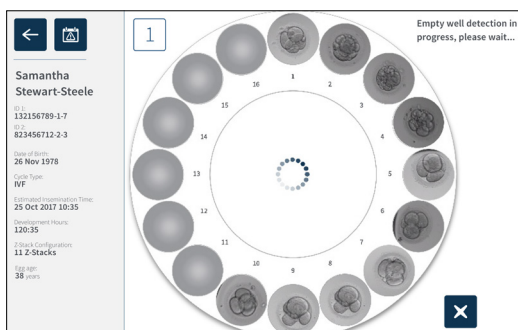 1
Empty well detection in
progress, please wait...
Samantha
Stewart-Steele
ID 1:
132156789-1-7
ID 2:
823456712-2-3
Date of Birth:
26 Nov 1978
Cycle Type:
IVF
Estimated Insemination Time:
25 Oct 2017 10:35
Development Hours:
120:35
Z-Stack Configuration:
11 Z-Stacks
Egg age:
38 years
1
2
3
4
5
6
7
8
9
10
11
12
13
14
15
16